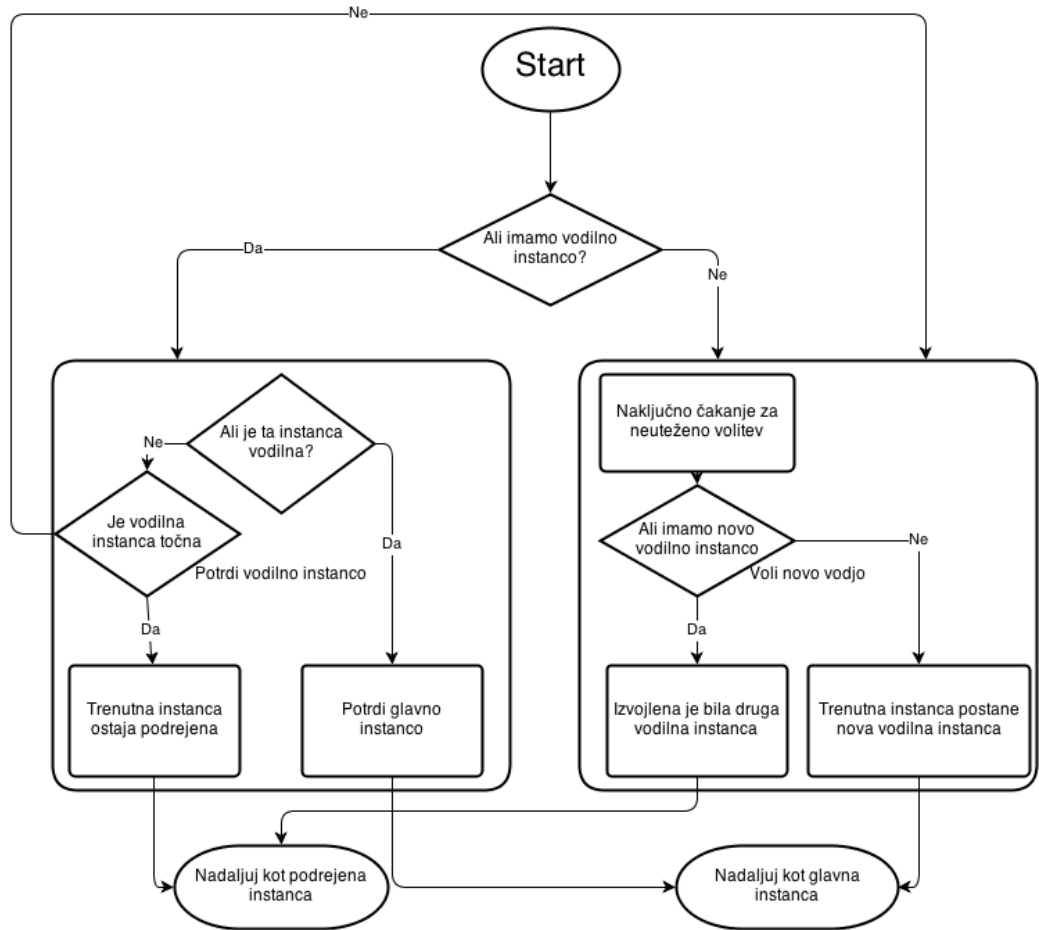 Ne
Start
Ali imamo vodilno
instanco?
Da
Ne
Ali je ta instanca
vodilna?
Ne
Da
Je vodilna
instanca točna
Potrdi vodilno instanco
Da
Trenutna instanca
ostaja podrejena
Potrdi glavno
instanco
Naključno čakanje za
neuteženo volitev
Ali imamo novo
vodilno instanco
Ne
Voli novo vodjo
Da
Izvojlena je bila druga
vodilna instanca
Trenutna instanca postane
nova vodilna instanca
Nadaljuj kot podrejena
instanca
Nadaljuj kot glavna
instanca